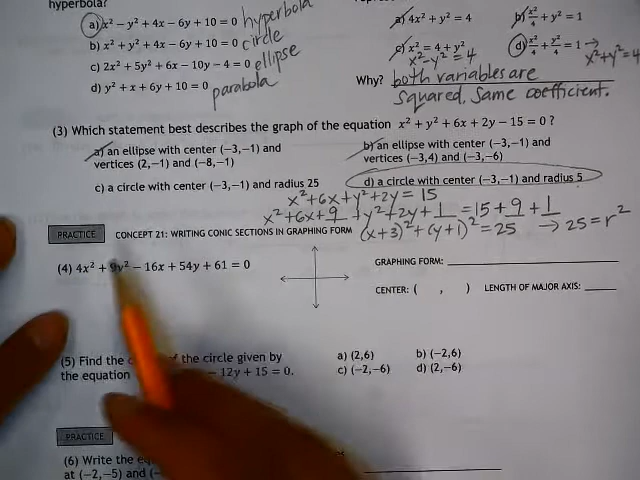 hyperbola?
a) x² − y² + 4x − 6y + 10 = 0 hyperbola
b) x² + y² + 4x − 6y + 10 = 0 circle
c) 2x² + 5y² + 6x − 10y − 4 = 0 ellipse
d) y² + x + 6y + 10 = 0 parabola
a) 4x² + y² = 4 b) x²/4 + y² = 1
c) x² = 4 + y² d) x²/4 + y²/4 = 1 →
x² − y² = 4 x² + y² = 4
Why? both variables are
squared, same coefficient.
(3) Which statement best describes the graph of the equation x² + y² + 6x + 2y − 15 = 0 ?
a) an ellipse with center (−3,−1) and vertices (2,−1) and (−8,−1)
b) an ellipse with center (−3,−1) and vertices (−3,4) and (−3,−6)
c) a circle with center (−3,−1) and radius 25 d) a circle with center (−3,−1) and radius 5
x² + 6x + y² + 2y = 15
x² + 6x + 9 + y² + 2y + 1 = 15 + 9 + 1
(x+3)² + (y+1)² = 25 → 25 = r²
PRACTICE CONCEPT 21: WRITING CONIC SECTIONS IN GRAPHING FORM
(4) 4x² + 9y² − 16x + 54y + 61 = 0
GRAPHING FORM:
CENTER: ( , ) LENGTH OF MAJOR AXIS:
(5) Find the of the circle given by
the equation − 12y + 15 = 0.
a) (2,6) b) (−2,6)
c) (−2,−6) d) (2,−6)
PRACTICE
(6) Write the
at (−2,−5) and